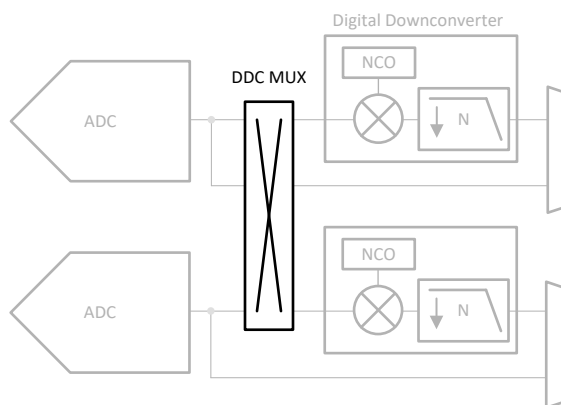 Digital Downconverter
NCO
DDC MUX
ADC
N
NCO
ADC
N